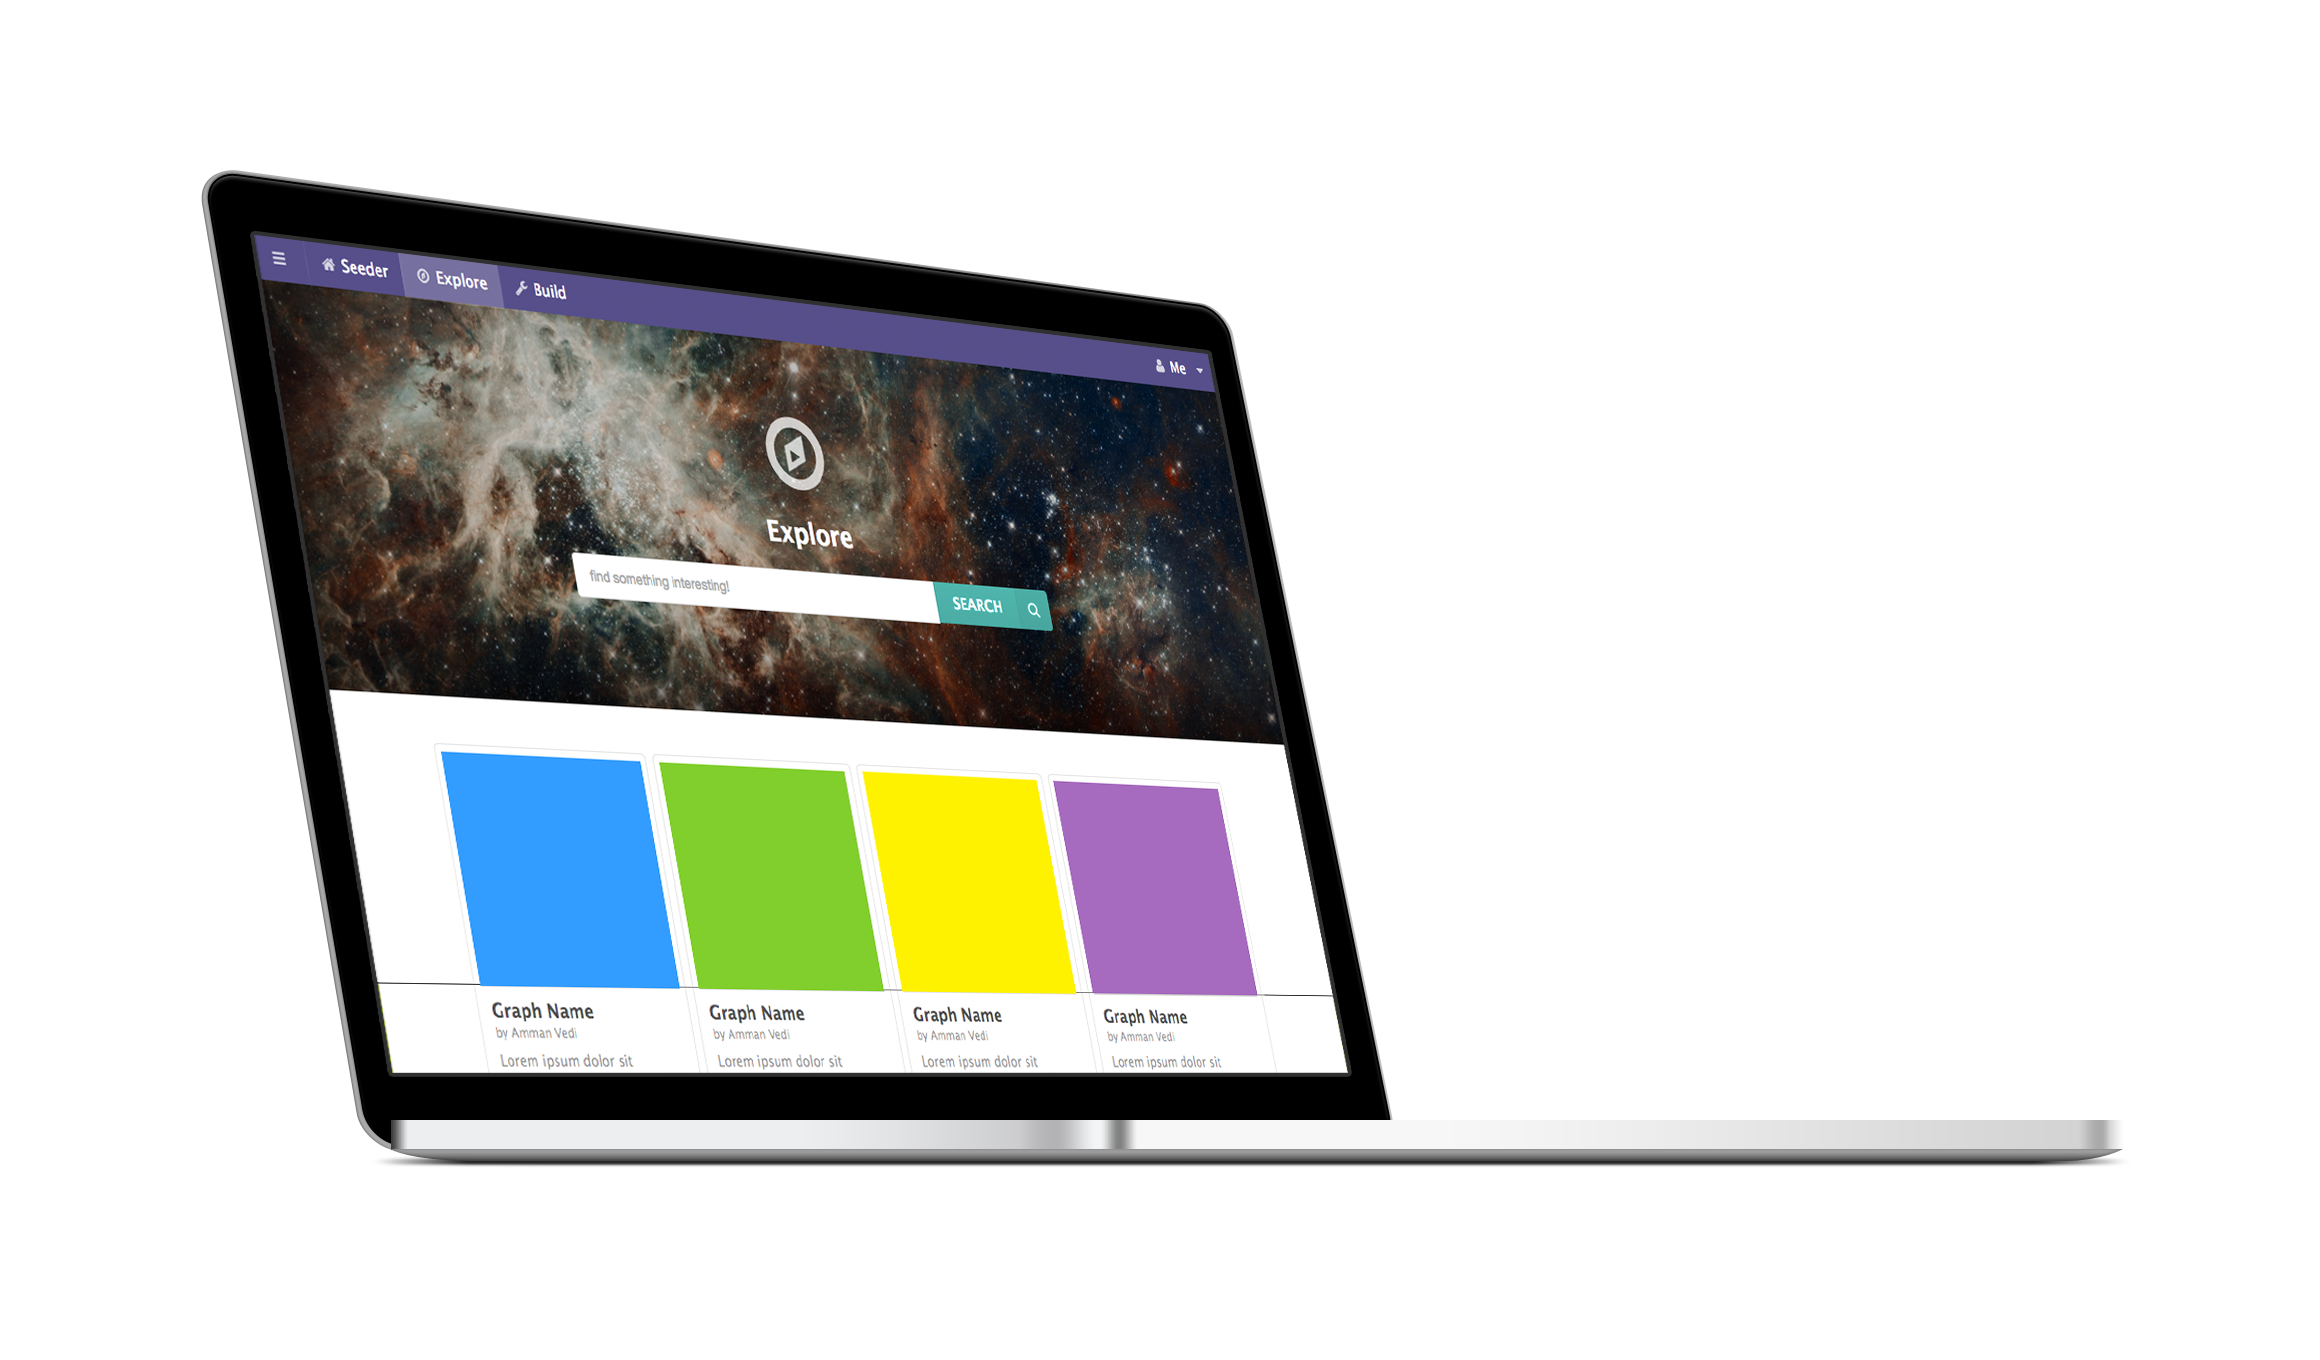 Seeder Explore Build
Me
Explore
find something interesting!
SEARCH
Graph Name Graph Name Graph Name Graph Name
by Amman Vedi by Amman Vedi by Amman Vedi by Amman Vedi
Lorem ipsum dolor sit Lorem ipsum dolor sit Lorem ipsum dolor sit Lorem ipsum dolor sit